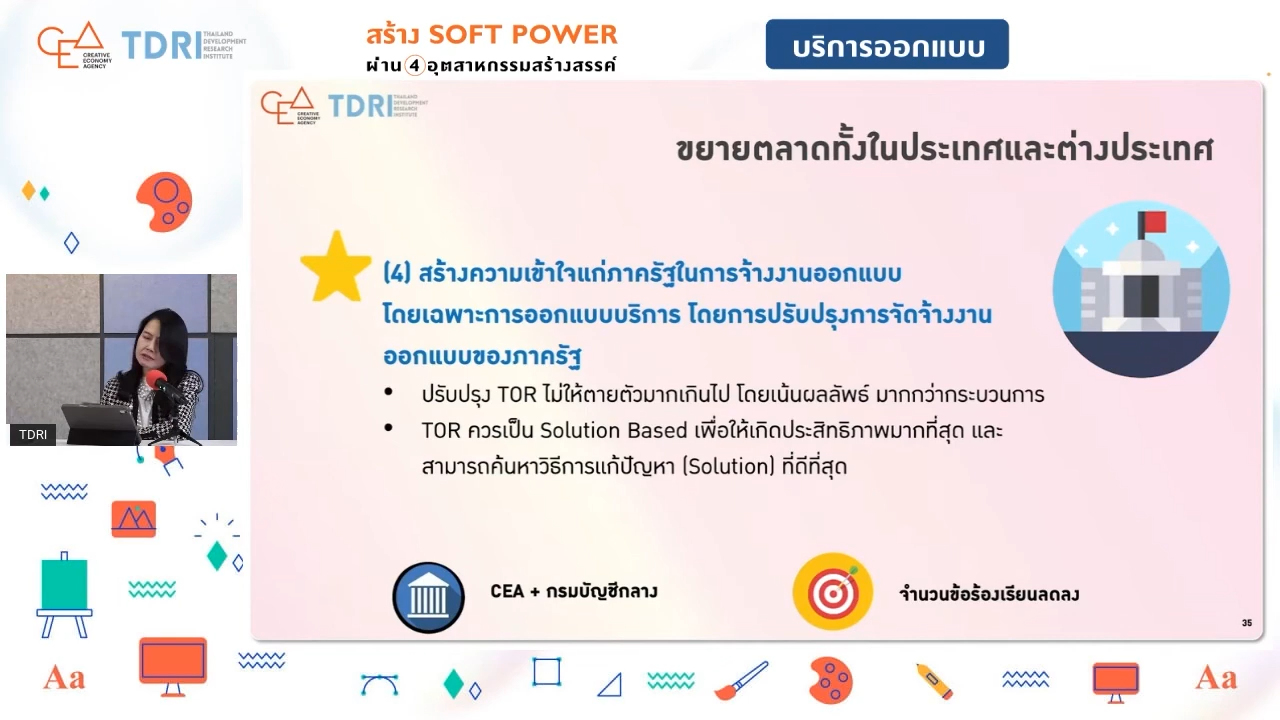 CEA CREATIVE ECONOMY AGENCY
TDRI THAILAND DEVELOPMENT RESEARCH INSTITUTE
สร้าง SOFT POWER
ผ่าน 4 อุตสาหกรรมสร้างสรรค์
บริการออกแบบ
CEA CREATIVE ECONOMY AGENCY
TDRI THAILAND DEVELOPMENT RESEARCH INSTITUTE
ขยายตลาดทั้งในประเทศและต่างประเทศ
(4) สร้างความเข้าใจแก่ภาครัฐในการจ้างงานออกแบบ
โดยเฉพาะการออกแบบบริการ โดยการปรับปรุงการจัดจ้างงาน
ออกแบบของภาครัฐ
• ปรับปรุง TOR ไม่ให้ตายตัวมากเกินไป โดยเน้นผลลัพธ์ มากกว่ากระบวนการ
• TOR ควรเป็น Solution Based เพื่อให้เกิดประสิทธิภาพมากที่สุด และ
สามารถค้นหาวิธีการแก้ปัญหา (Solution) ที่ดีที่สุด
TDRI
CEA + กรมบัญชีกลาง
จำนวนข้อร้องเรียนลดลง
35
Aa
Aa